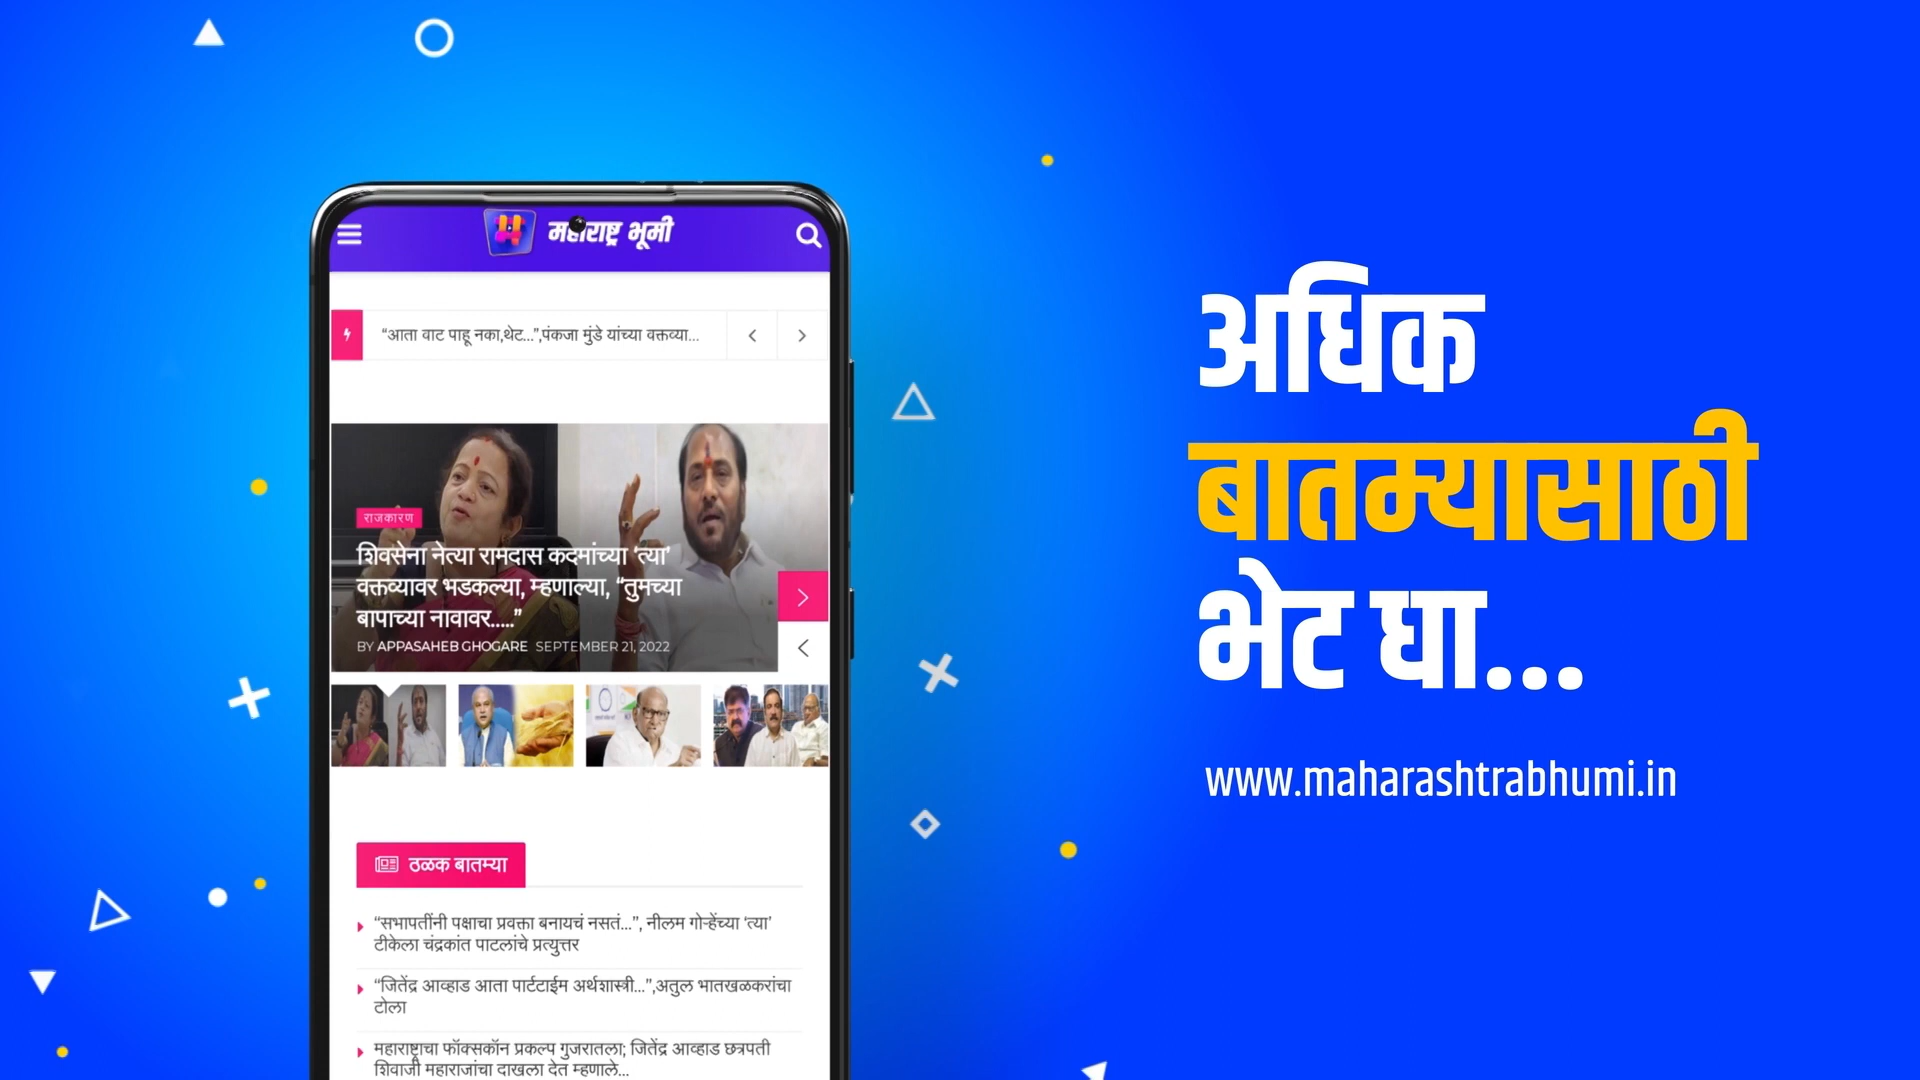 महाराष्ट्र भूमी
“आता वाट पाहू नका,थेट...”,पंकजा मुंडे यांच्या वक्तव्या...
राजकारण
शिवसेना नेत्या रामदास कदमांच्या ‘त्या’
वक्तव्यावर भडकल्या, म्हणाल्या, “तुमच्या
बापाच्या नावावर.....”
BY APPASAHEB GHOGARE SEPTEMBER 21, 2022
ठळक बातम्या
“सभापतींनी पक्षाचा प्रवक्ता बनायचं नसतं...”, नीलम गोऱ्हेंच्या ‘त्या’
टीकेला चंद्रकांत पाटलांचे प्रत्युत्तर
“जितेंद्र आव्हाड आता पार्टटाईम अर्थशास्त्री...”,अतुल भातखळकरांचा
टोला
महाराष्ट्राचा फॉक्सकॉन प्रकल्प गुजरातला; जितेंद्र आव्हाड छत्रपती
शिवाजी महाराजांचा दाखला देत म्हणाले...
अधिक
बातम्यासाठी
भेट घा...
www.maharashtrabhumi.in